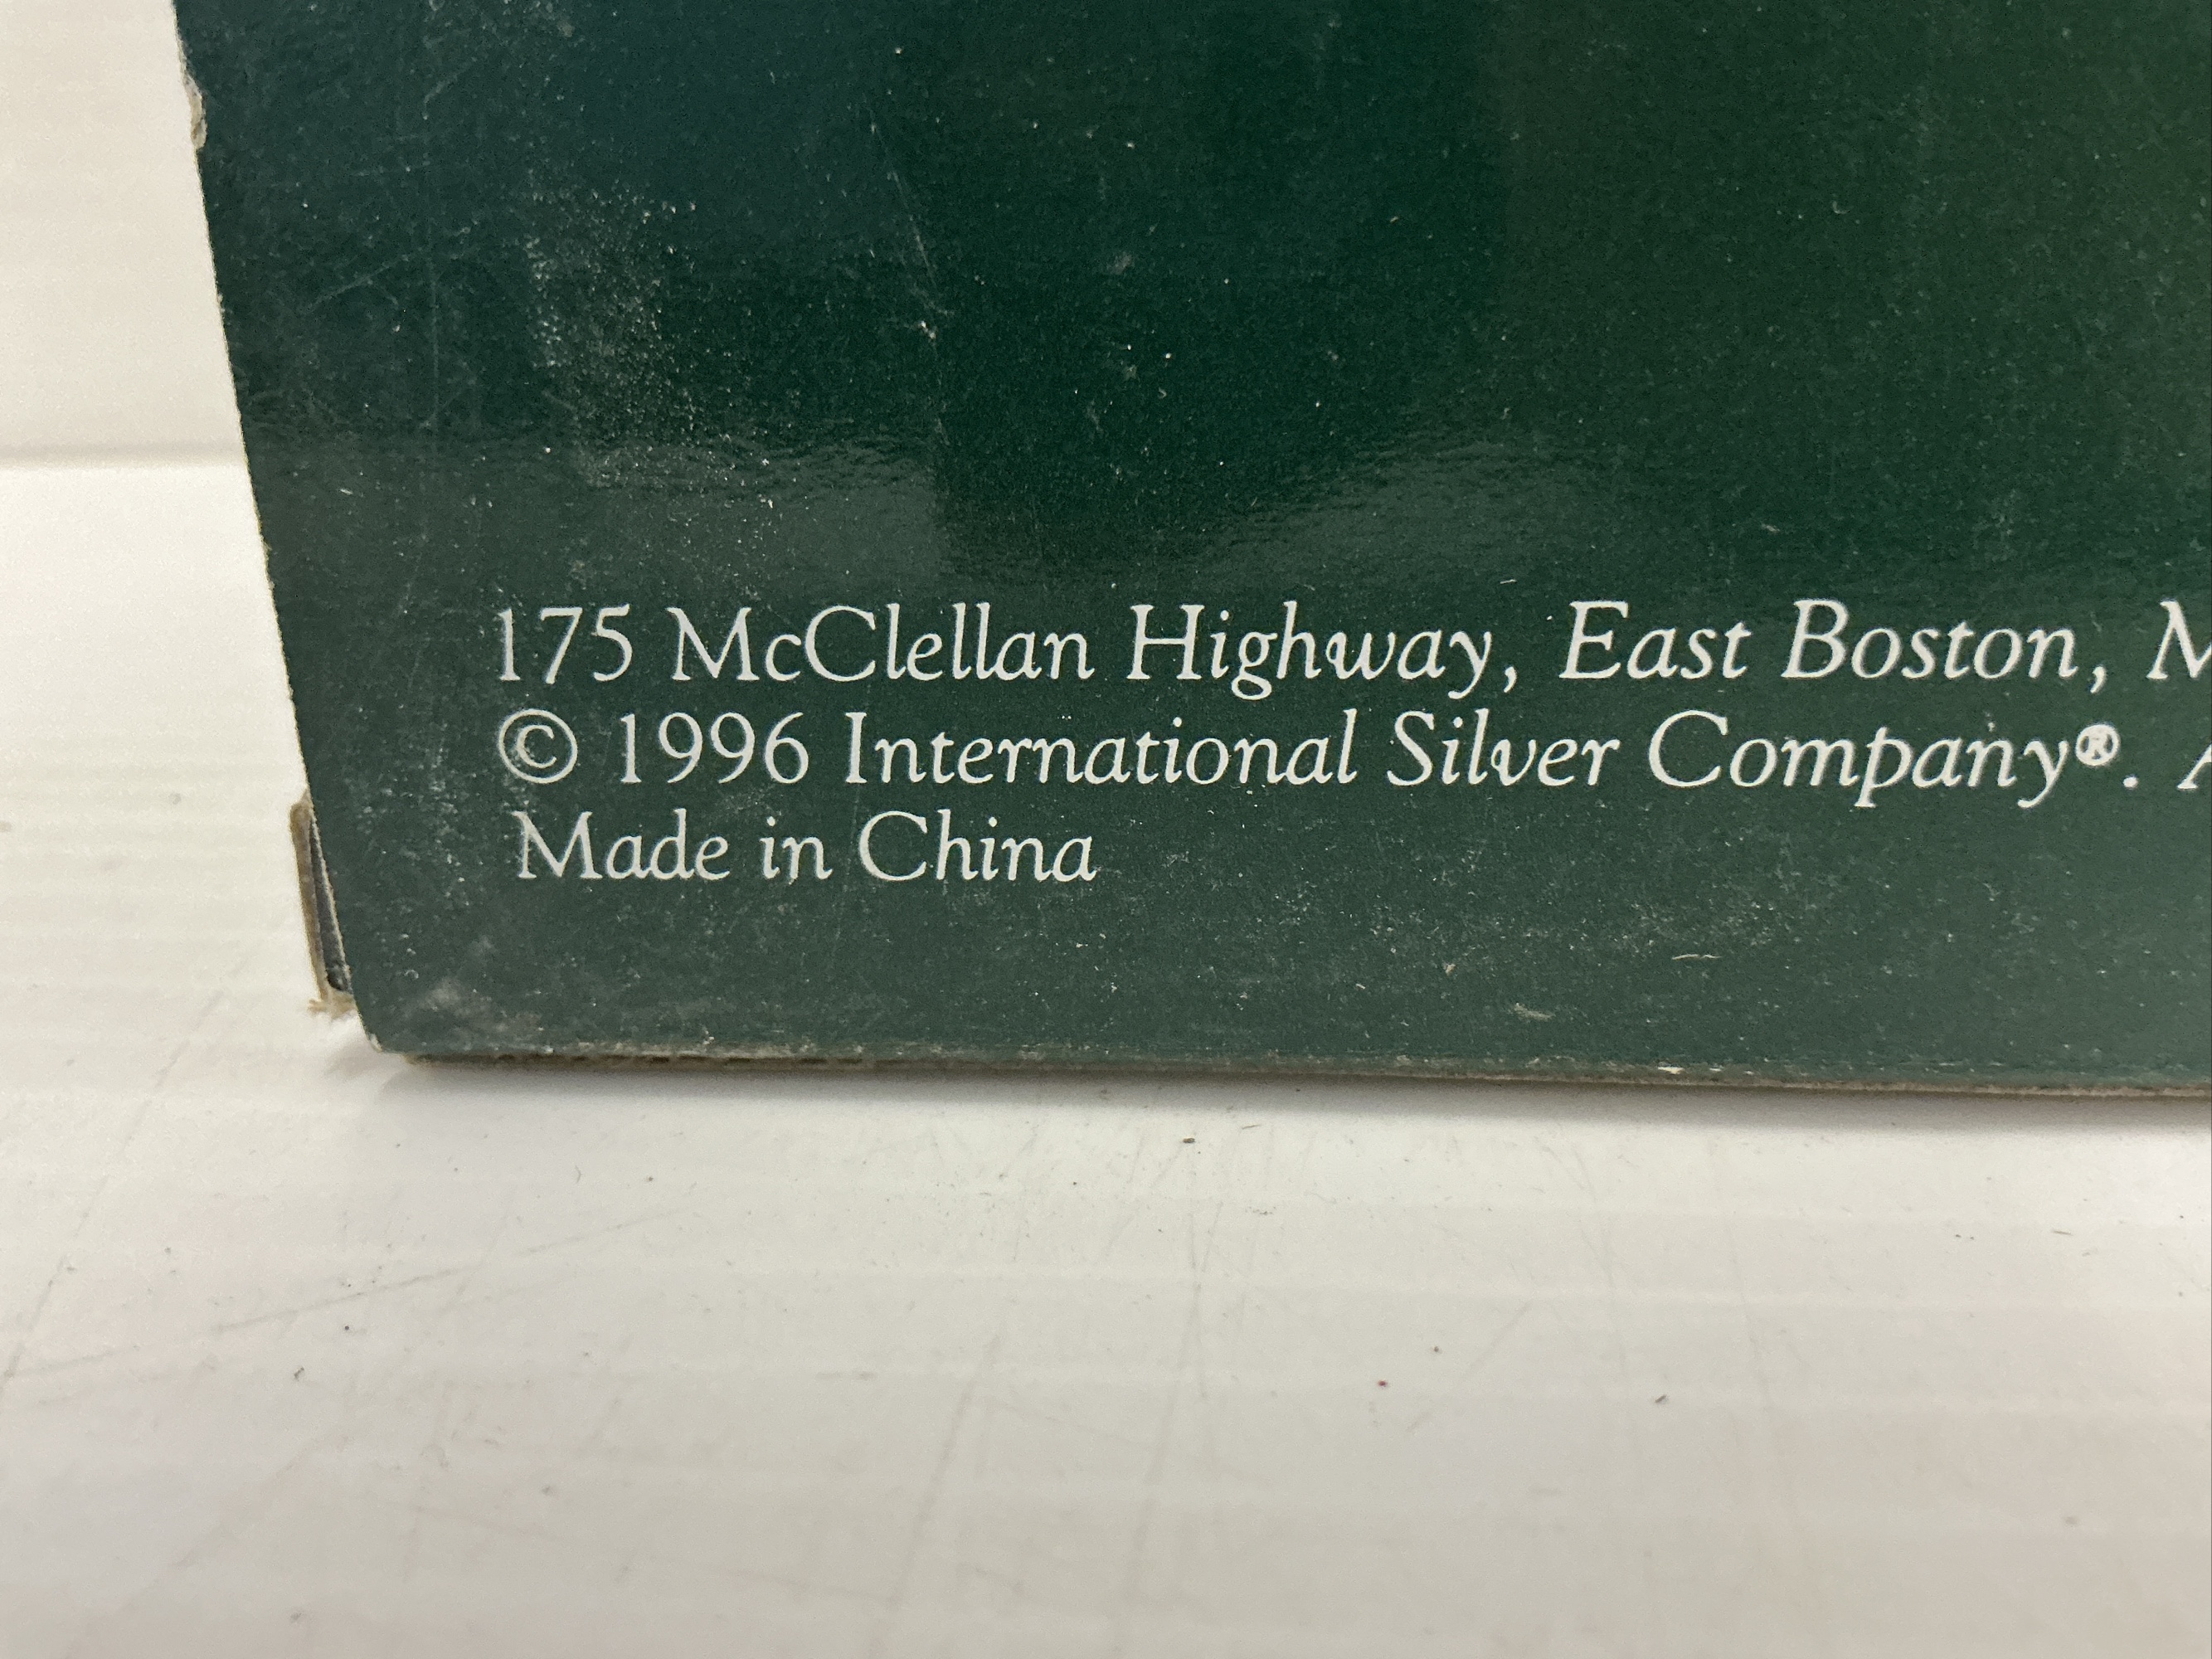 175 McClellan Highway, East Boston, M
© 1996 International Silver Company®. A
Made in China